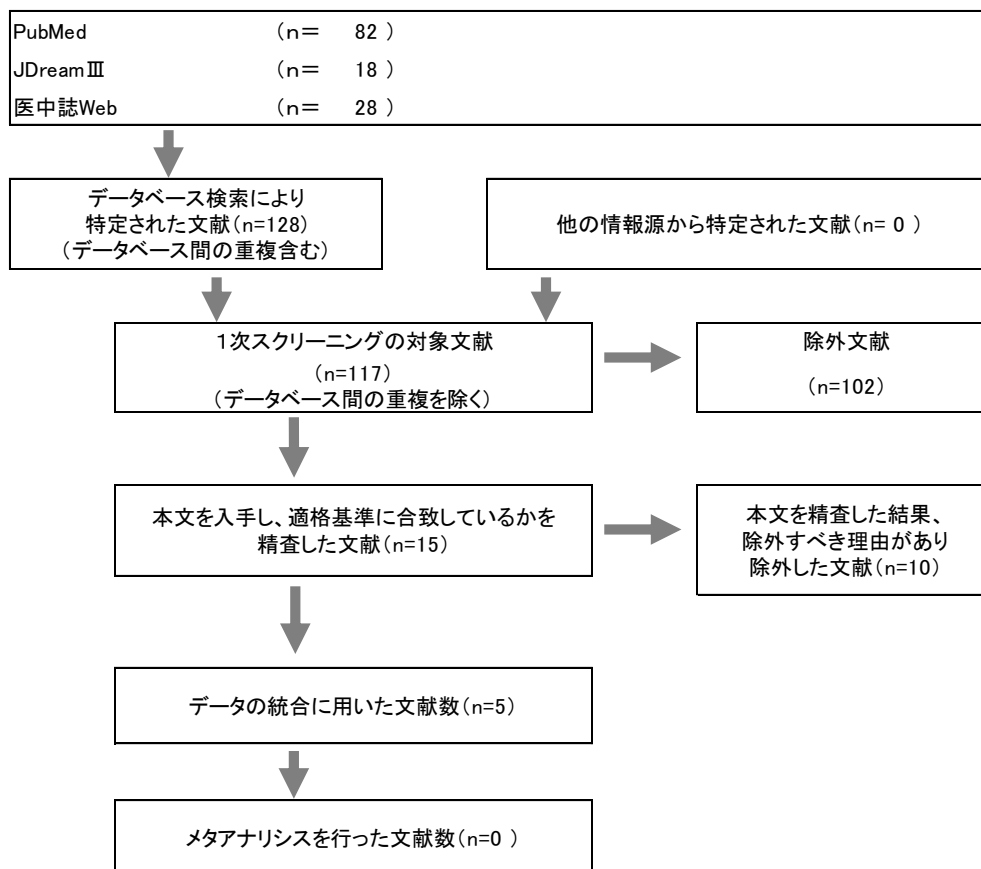 PubMed (n= 82 )
JDreamⅢ (n= 18 )
医中誌Web (n= 28 )
データベース検索により
特定された文献(n=128)
(データベース間の重複含む)
他の情報源から特定された文献(n= 0 )
1次スクリーニングの対象文献
(n=117)
(データベース間の重複を除く)
除外文献
(n=102)
本文を入手し、適格基準に合致しているかを
精査した文献(n=15)
本文を精査した結果、
除外すべき理由があり
除外した文献(n=10)
データの統合に用いた文献数(n=5)
メタアナリシスを行った文献数(n=0 )